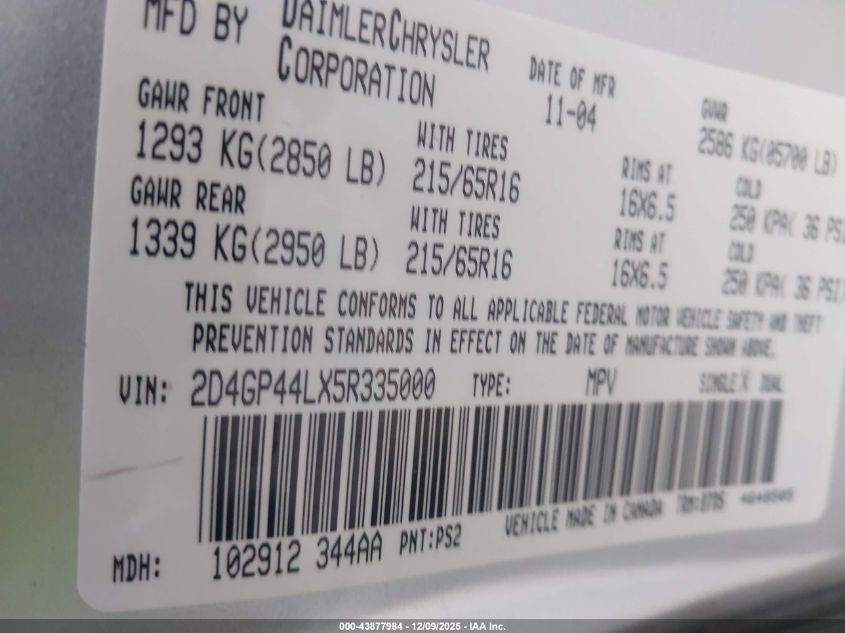 MFD BY DAIMLERCHRYSLER CORPORATION
DATE OF MFR 11-04
GVWR 2586 KG(05700 LB)
GAWR FRONT 1293 KG(2850 LB)
WITH TIRES 215/65R16
RIMS AT 16X6.5
COLD 250 KPA( 36 PSI)
GAWR REAR 1339 KG(2950 LB)
WITH TIRES 215/65R16
RIMS AT 16X6.5
COLD 250 KPA( 36 PSI)
THIS VEHICLE CONFORMS TO ALL APPLICABLE FEDERAL MOTOR VEHICLE SAFETY AND THEFT
PREVENTION STANDARDS IN EFFECT ON THE DATE OF MANUFACTURE SHOWN ABOVE.
VIN: 2D4GP44LX5R335000 TYPE: MPV SINGLE X DUAL
VEHICLE MADE IN CANADA
MDH: 102912 344AA PNT:PS2
000-43877984 - 12/09/2025 - IAA Inc.